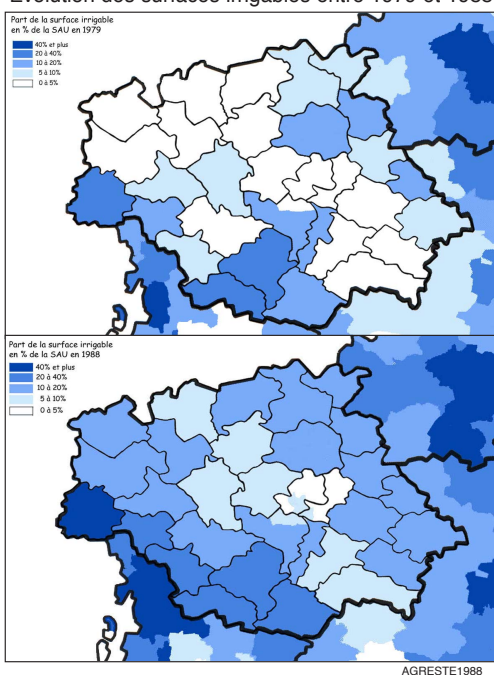 Evolution des surfaces irrigables entre 1979 et 1988
Part de la surface irrigable
en % de la SAU en 1979
40% et plus
20 à 40%
10 à 20%
5 à 10%
0 à 5%
Part de la surface irrigable
en % de la SAU en 1988
40% et plus
20 à 40%
10 à 20%
5 à 10%
0 à 5%
AGRESTE1988